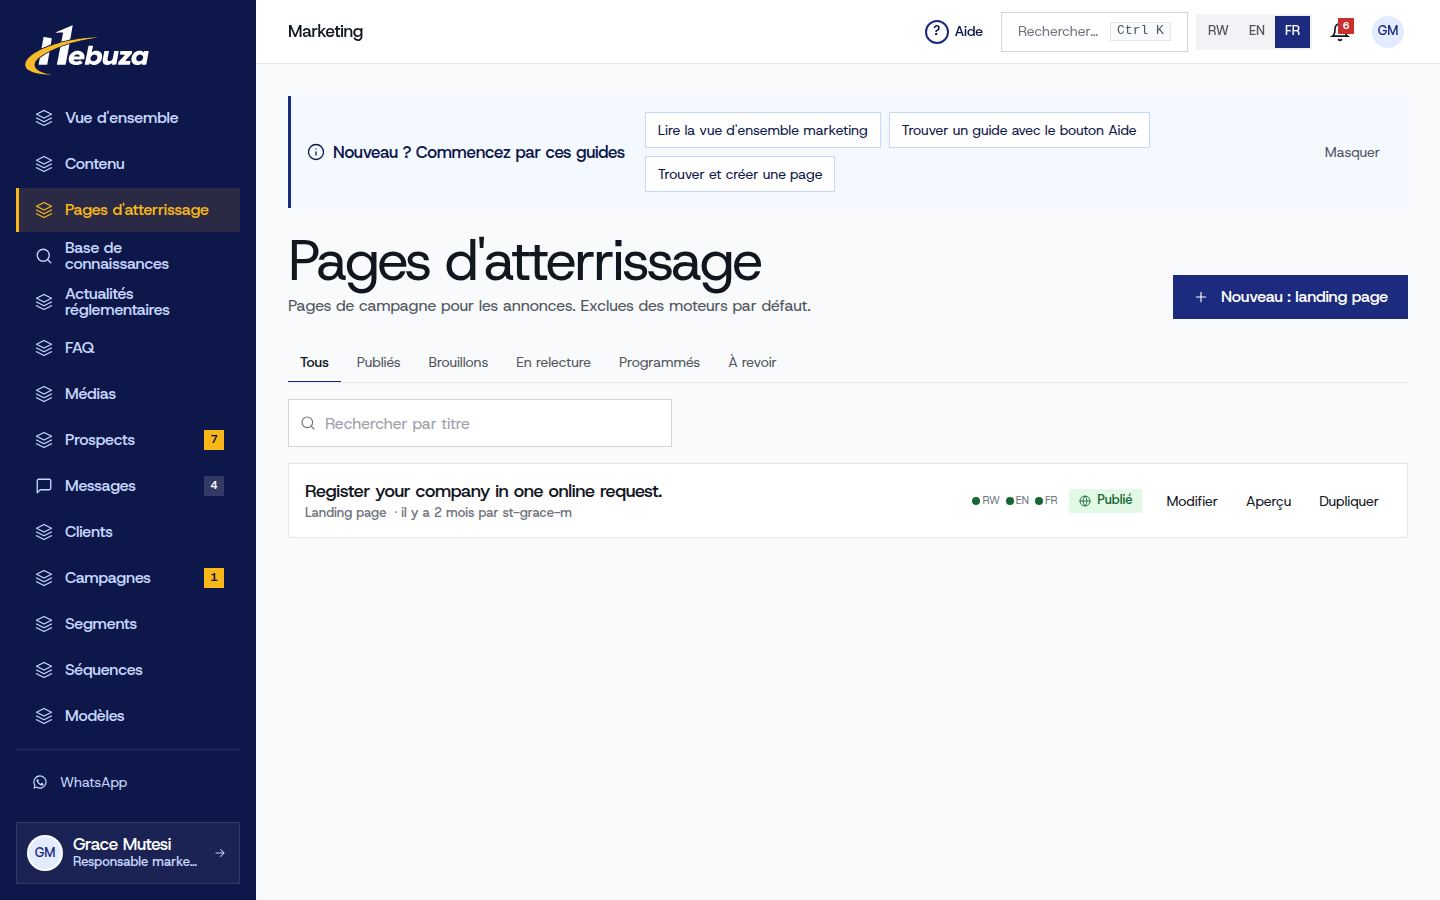 Hebuza
Vue d'ensemble
Contenu
Pages d'atterrissage
Base de
connaissances
Actualités
réglementaires
FAQ
Médias
Prospects 7
Messages 4
Clients
Campagnes 1
Segments
Séquences
Modèles
WhatsApp
GM
Grace Mutesi
Responsable marke…
Marketing
? Aide
Rechercher… Ctrl K
RW EN FR
6
GM
Nouveau ? Commencez par ces guides
Lire la vue d'ensemble marketing
Trouver un guide avec le bouton Aide
Trouver et créer une page
Masquer
Pages d'atterrissage
Pages de campagne pour les annonces. Exclues des moteurs par défaut.
Nouveau : landing page
Tous Publiés Brouillons En relecture Programmés À revoir
Rechercher par titre
Register your company in one online request.
Landing page · il y a 2 mois par st-grace-m
RW EN FR Publié Modifier Aperçu Dupliquer